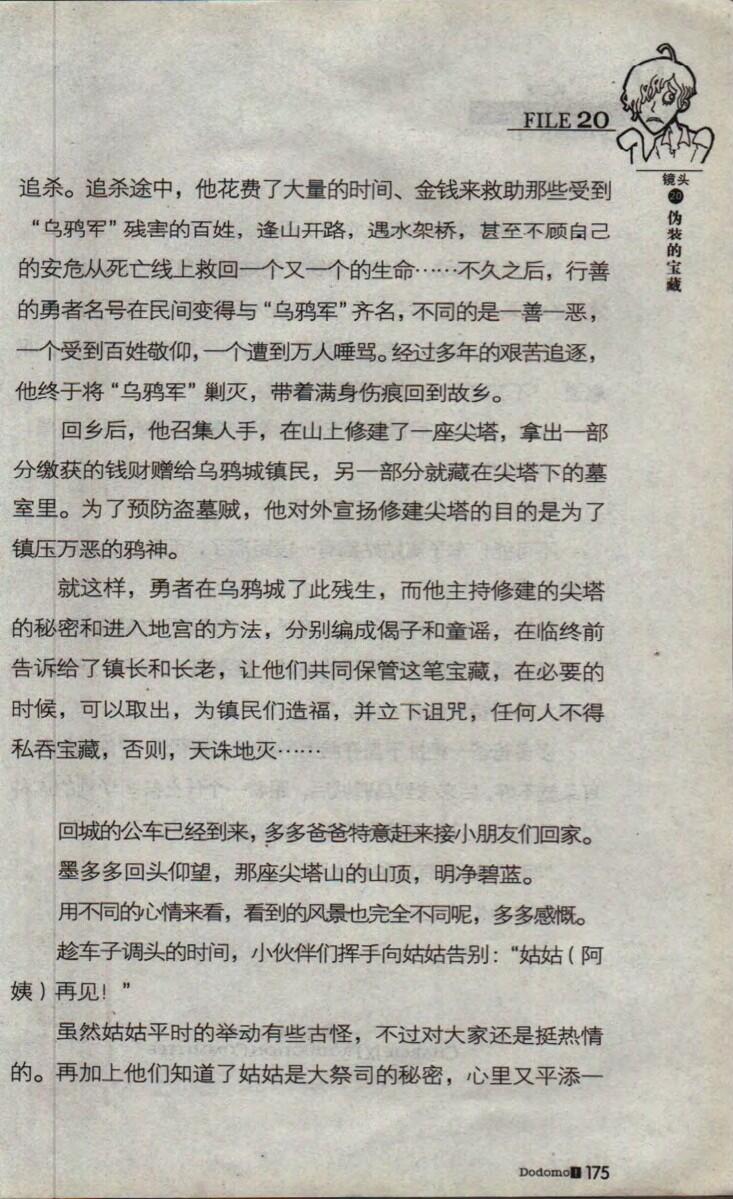 FILE 20
镜头
20
伪装的宝藏
追杀。追杀途中，他花费了大量的时间、金钱来救助那些受到
“乌鸦军”残害的百姓，逢山开路，遇水架桥，甚至不顾自己
的安危从死亡线上救回一个又一个的生命……不久之后，行善
的勇者名号在民间变得与“乌鸦军”齐名，不同的是一善一恶，
一个受到百姓敬仰，一个遭到万人唾骂。经过多年的艰苦追逐，
他终于将“乌鸦军”剿灭，带着满身伤痕回到故乡。
回乡后，他召集人手，在山上修建了一座尖塔，拿出一部
分缴获的钱财赠给乌鸦城镇民，另一部分就藏在尖塔下的墓
室里。为了预防盗墓贼，他对外宣扬修建尖塔的目的是为了
镇压万恶的鸦神。
就这样，勇者在乌鸦城了此残生，而他主持修建的尖塔
的秘密和进入地宫的方法，分别编成偈子和童谣，在临终前
告诉给了镇长和长老，让他们共同保管这笔宝藏，在必要的
时候，可以取出，为镇民们造福，并立下诅咒，任何人不得
私吞宝藏，否则，天诛地灭……
回城的公车已经到来，多多爸爸特意赶来接小朋友们回家。
墨多多回头仰望，那座尖塔山的山顶，明净碧蓝。
用不同的心情来看，看到的风景也完全不同呢，多多感慨。
趁车子调头的时间，小伙伴们挥手向姑姑告别：“姑姑（阿
姨）再见！”
虽然姑姑平时的举动有些古怪，不过对大家还是挺热情
的。再加上他们知道了姑姑是大祭司的秘密，心里又平添一
Dodomo! 175